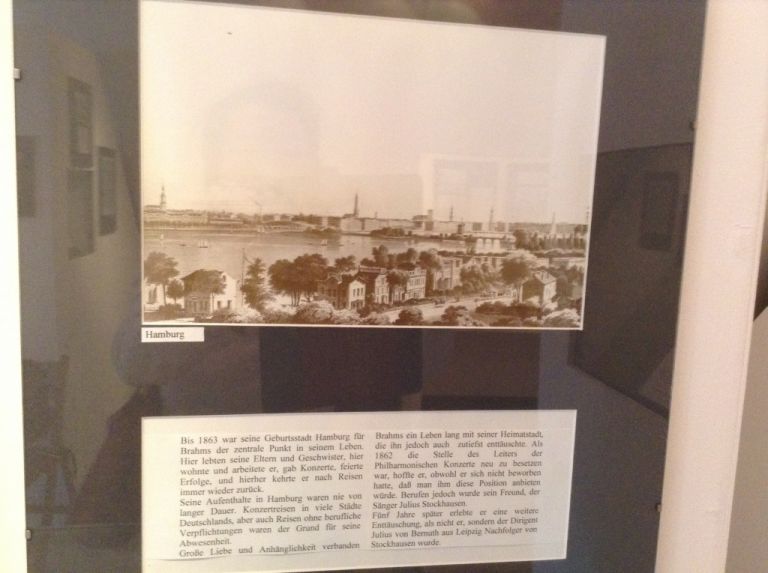 Hamburg
Bis 1863 war seine Geburtsstadt Hamburg für
Brahms der zentrale Punkt in seinem Leben.
Hier lebten seine Eltern und Geschwister, hier
wohnte und arbeitete er, gab Konzerte, feierte
Erfolge, und hierher kehrte er nach Reisen
immer wieder zurück.
Seine Aufenthalte in Hamburg waren nie von
langer Dauer. Konzertreisen in viele Städte
Deutschlands, aber auch Reisen ohne berufliche
Verpflichtungen waren der Grund für seine
Abwesenheit.
Große Liebe und Anhänglichkeit verbanden
Brahms ein Leben lang mit seiner Heimatstadt,
die ihn jedoch auch zutiefst enttäuschte. Als
1862 die Stelle des Leiters der
Philharmonischen Konzerte neu zu besetzen
war, hoffte er, obwohl er sich nicht beworben
hatte, daß man ihm diese Position anbieten
würde. Berufen jedoch wurde sein Freund, der
Sänger Julius Stockhausen.
Fünf Jahre später erlebte er eine weitere
Enttäuschung, als nicht er, sondern der Dirigent
Julius von Bernuth aus Leipzig Nachfolger von
Stockhausen wurde.